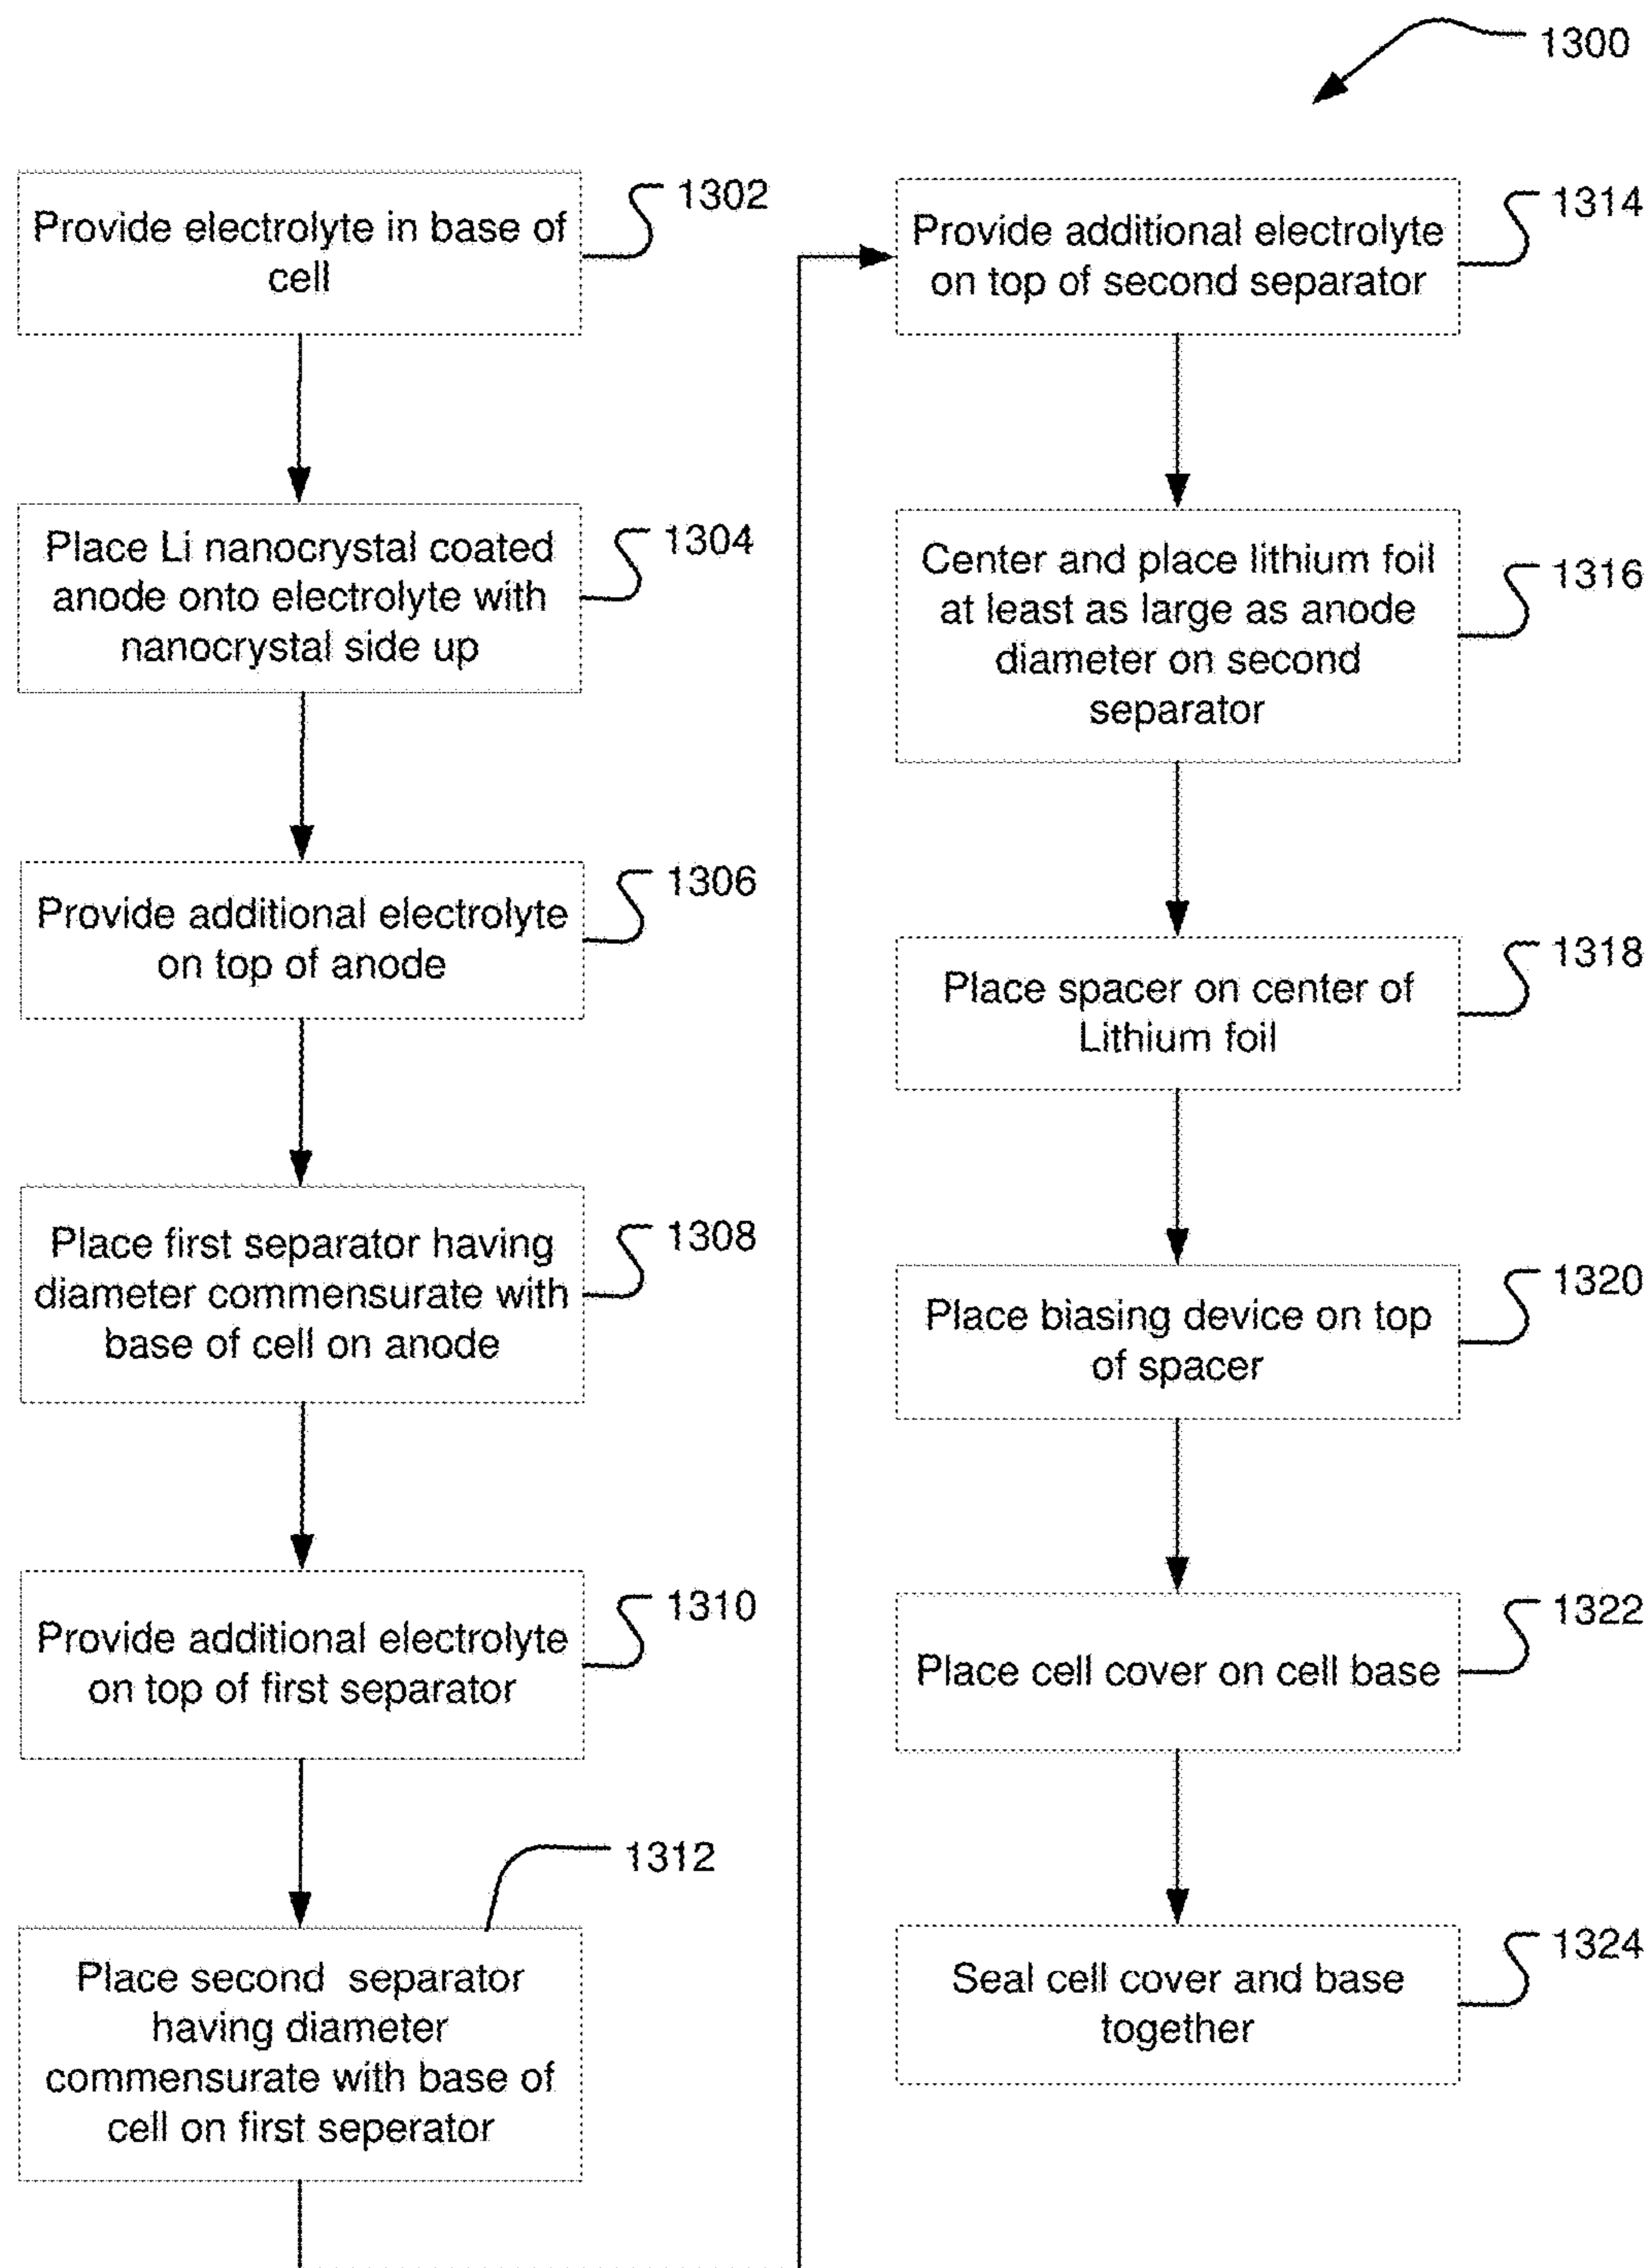 1300
Provide electrolyte in base of
cell
1302
Place Li nanocrystal coated
anode onto electrolyte with
nanocrystal side up
1304
Provide additional electrolyte
on top of anode
1306
Place first separator having
diameter commensurate with
base of cell on anode
1308
Provide additional electrolyte
on top of first separator
1310
Place second separator
having diameter
commensurate with base of
cell on first seperator
1312
Provide additional electrolyte
on top of second separator
1314
Center and place lithium foil
at least as large as anode
diameter on second
separator
1316
Place spacer on center of
Lithium foil
1318
Place biasing device on top
of spacer
1320
Place cell cover on cell base
1322
Seal cell cover and base
together
1324